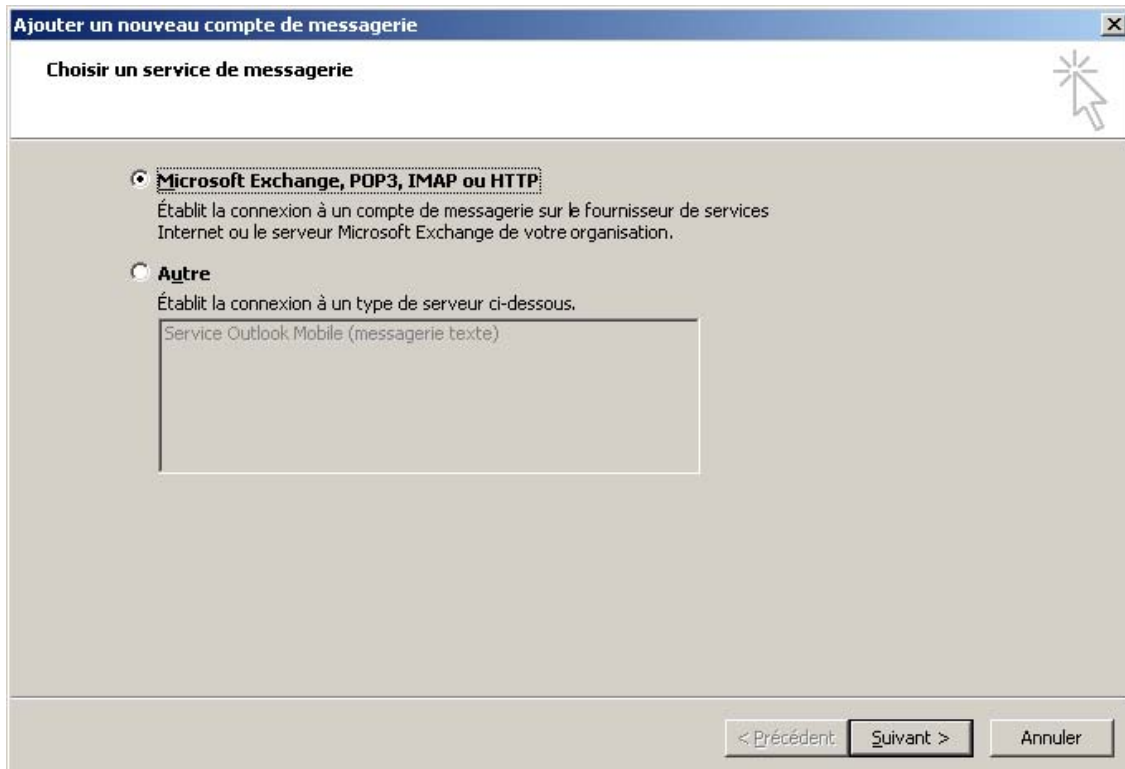 Ajouter un nouveau compte de messagerie
Choisir un service de messagerie
Microsoft Exchange, POP3, IMAP ou HTTP
Établit la connexion à un compte de messagerie sur le fournisseur de services
Internet ou le serveur Microsoft Exchange de votre organisation.
Autre
Établit la connexion à un type de serveur ci-dessous.
Service Outlook Mobile (messagerie texte)
< Précédent Suivant > Annuler